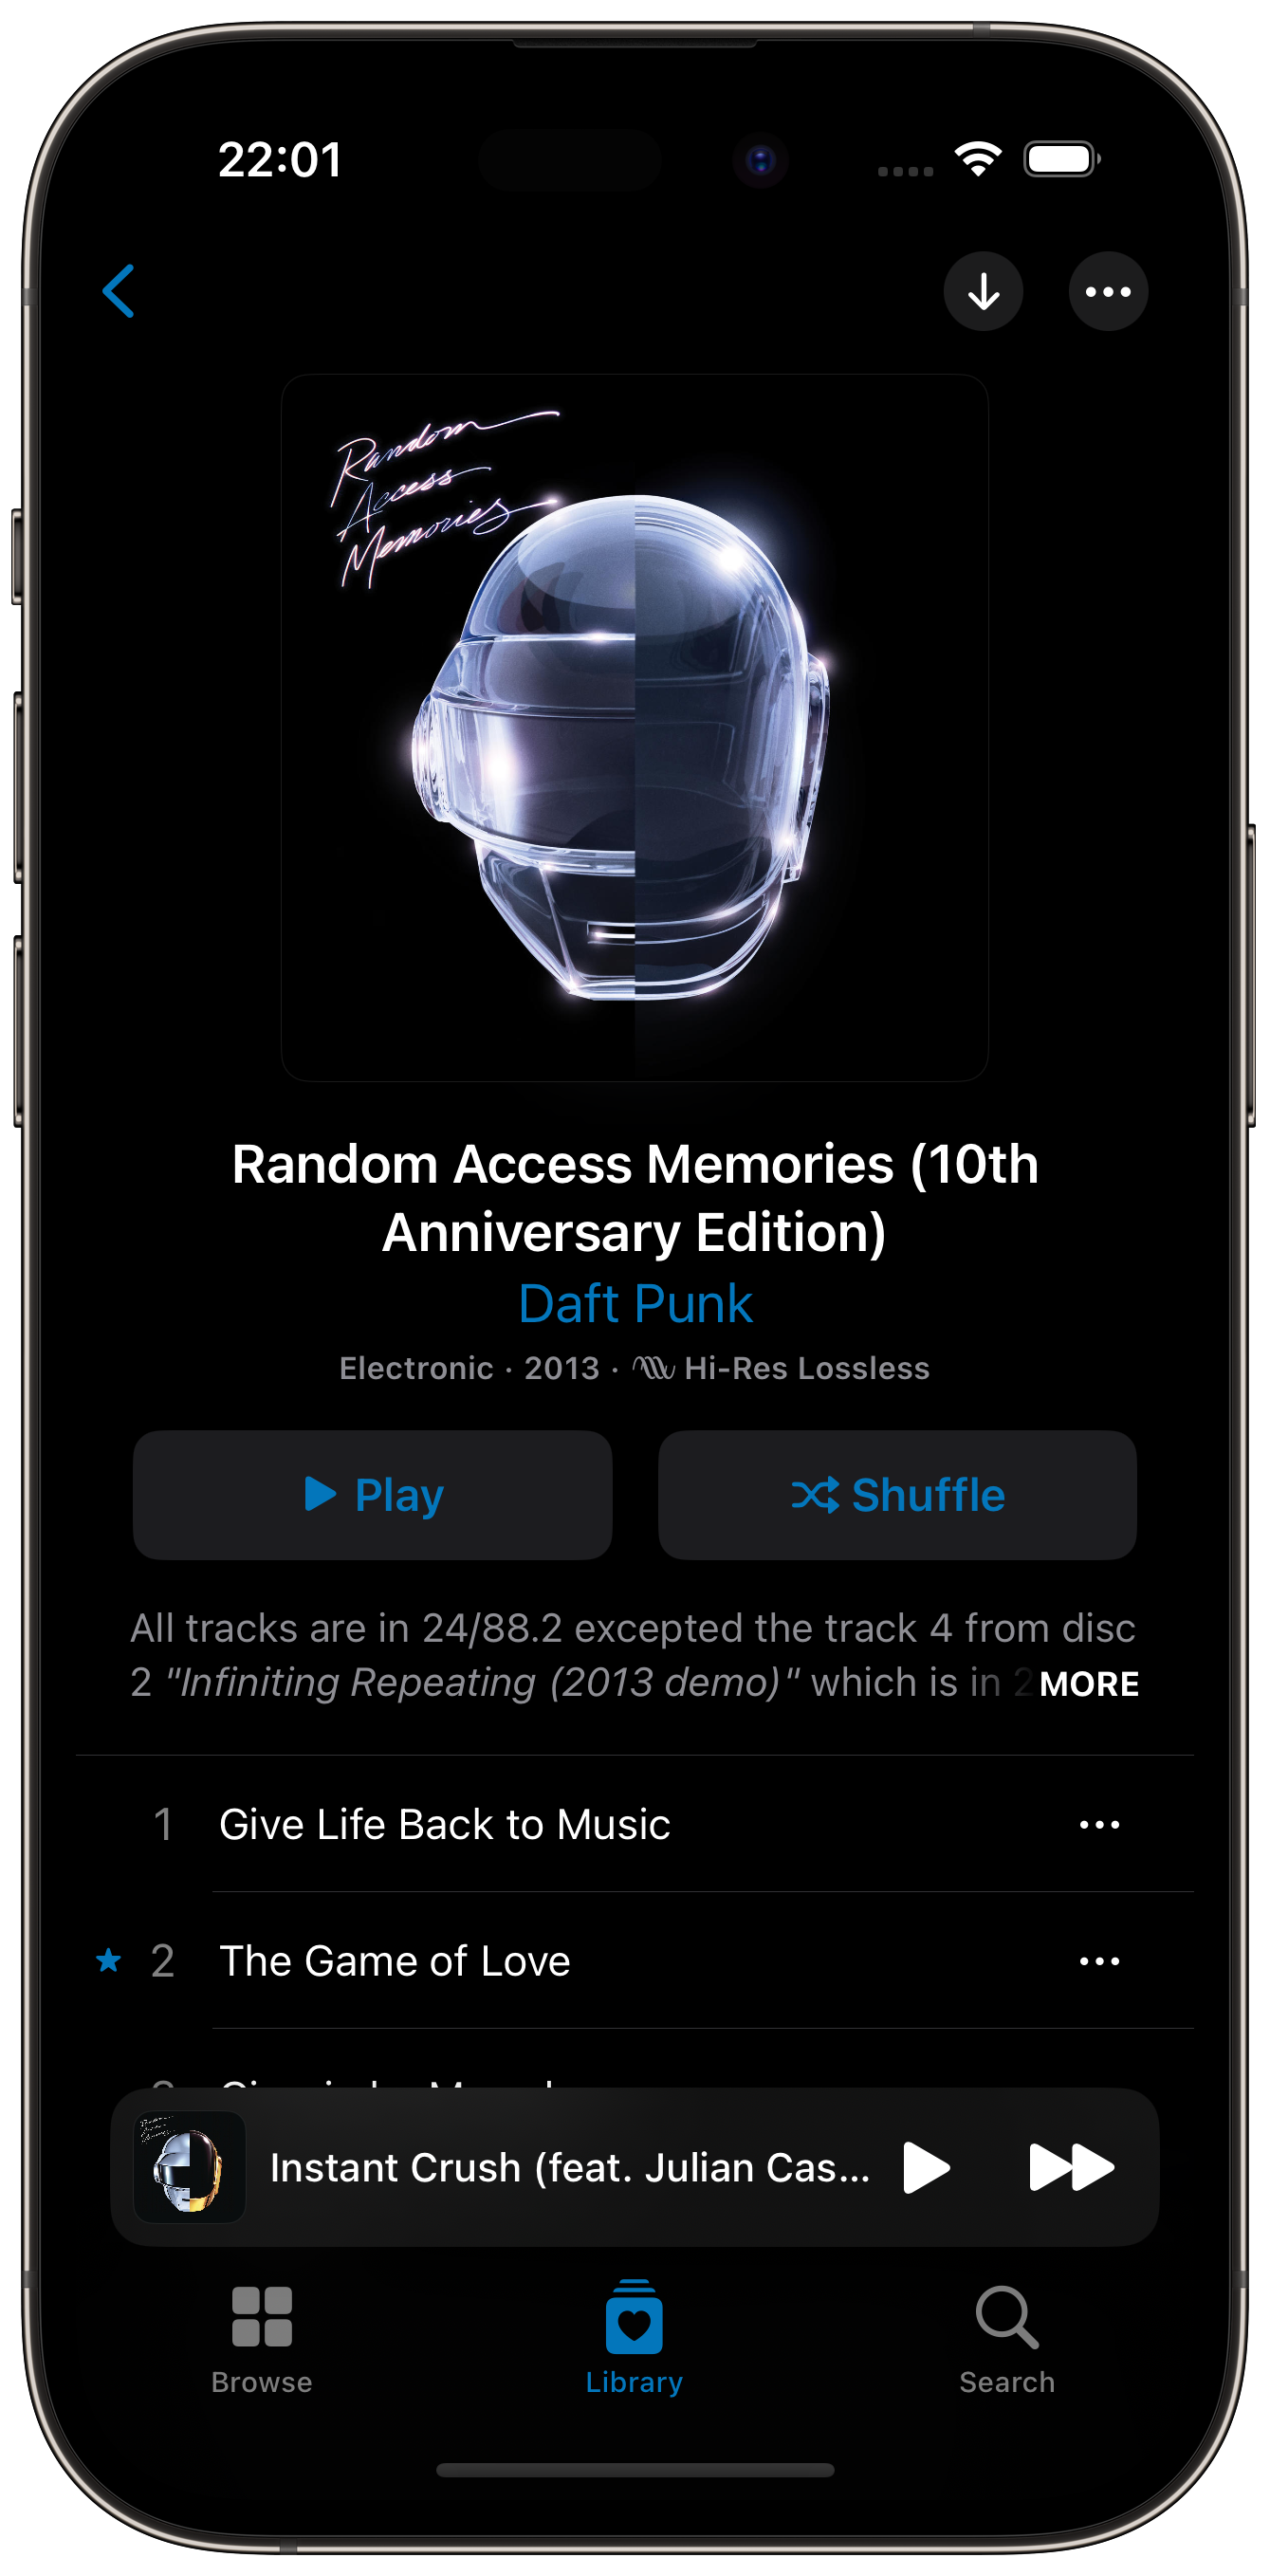 22:01
Random
Access
Memories
Random Access Memories (10th
Anniversary Edition)
Daft Punk
Electronic · 2013 · Hi-Res Lossless
Play
Shuffle
All tracks are in 24/88.2 excepted the track 4 from disc
2 "Infiniting Repeating (2013 demo)" which is in 2 MORE
1 Give Life Back to Music
2 The Game of Love
Instant Crush (feat. Julian Cas...
Browse
Library
Search